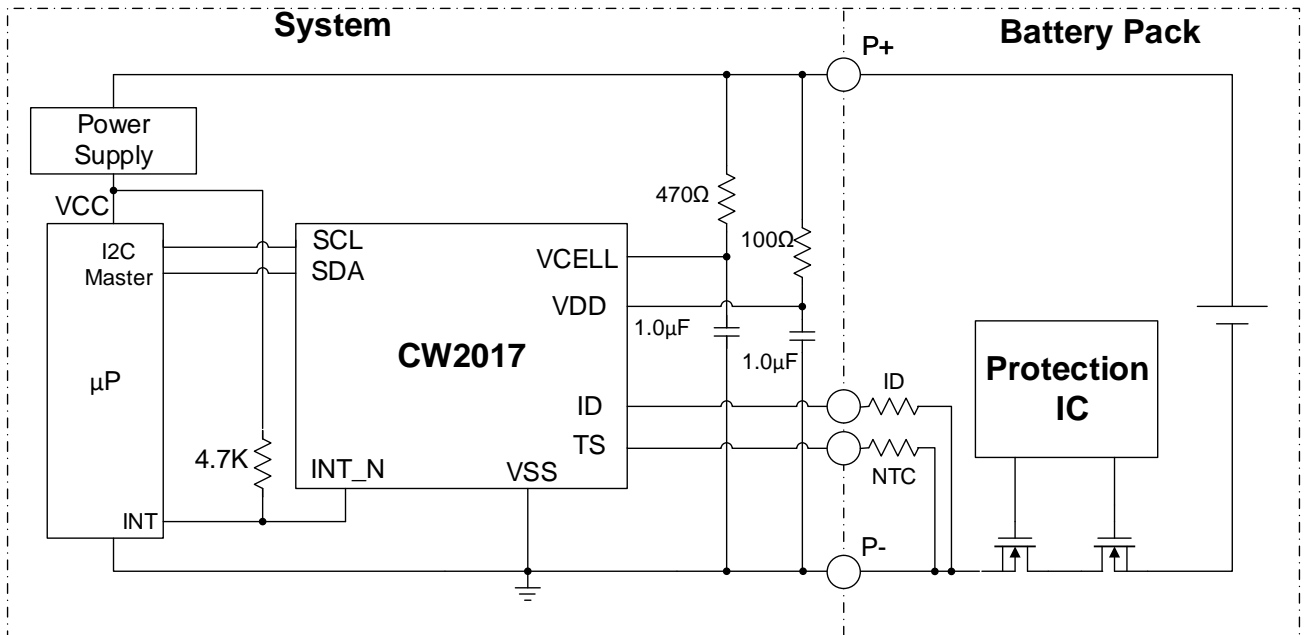 System
Battery Pack
P+
Power
Supply
VCC
470Ω
100Ω
I2C
Master
SCL
SDA
VCELL
VDD
1.0µF
1.0µF
CW2017
µP
Protection
IC
ID
ID
TS
NTC
4.7K
INT_N
VSS
INT
P-